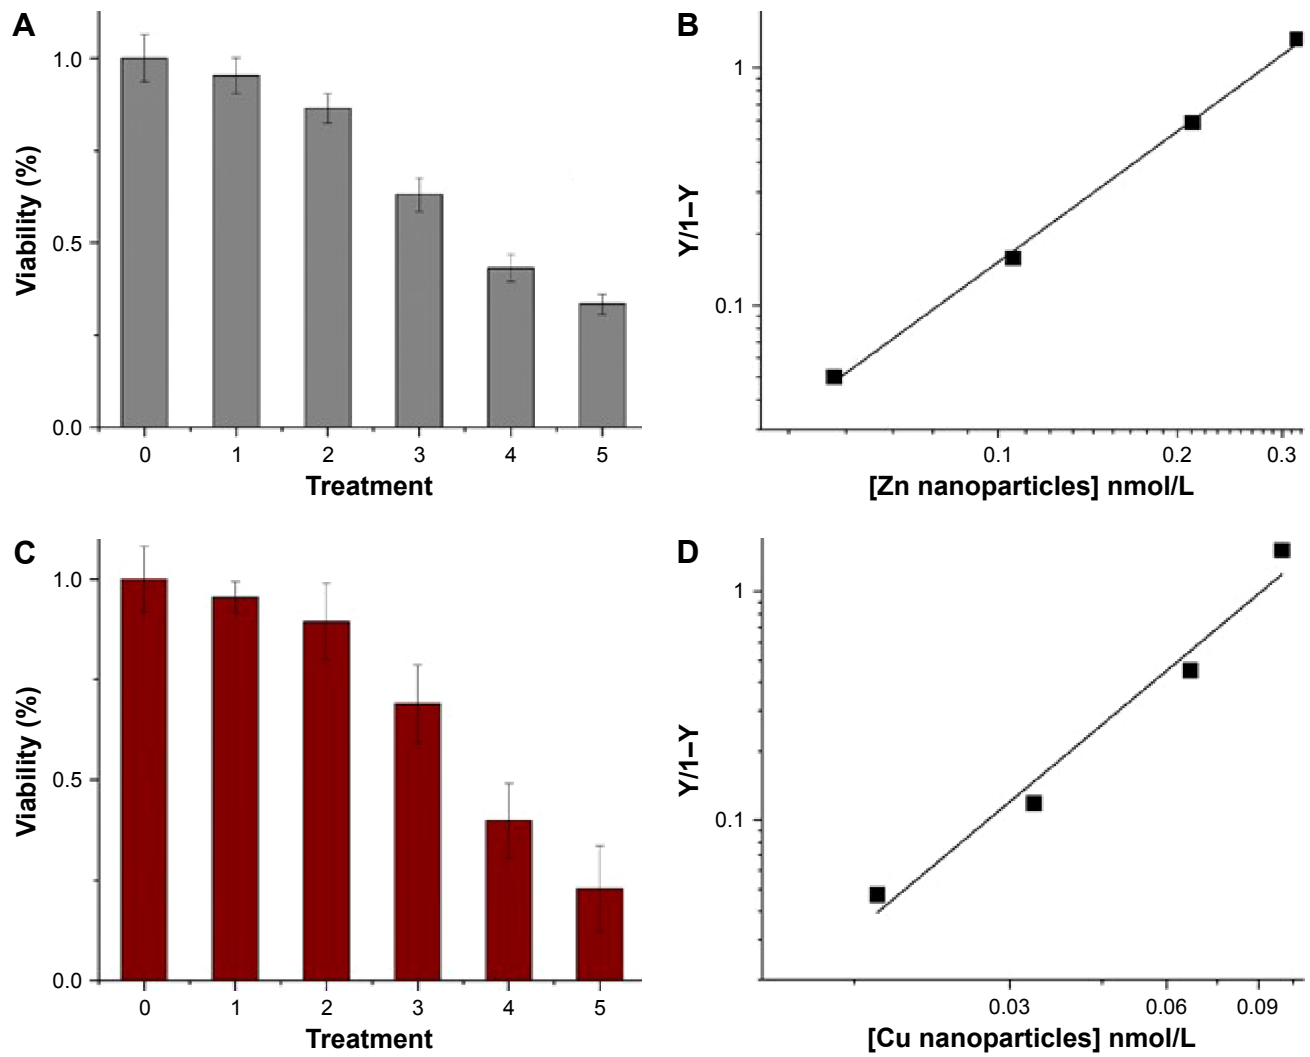 A
Viability (%)
1.0
0.5
0.0
0 1 2 3 4 5
Treatment
B
Y/1–Y
1
0.1
0.1 0.2 0.3
[Zn nanoparticles] nmol/L
C
Viability (%)
1.0
0.5
0.0
0 1 2 3 4 5
Treatment
D
Y/1–Y
1
0.1
0.03 0.06 0.09
[Cu nanoparticles] nmol/L